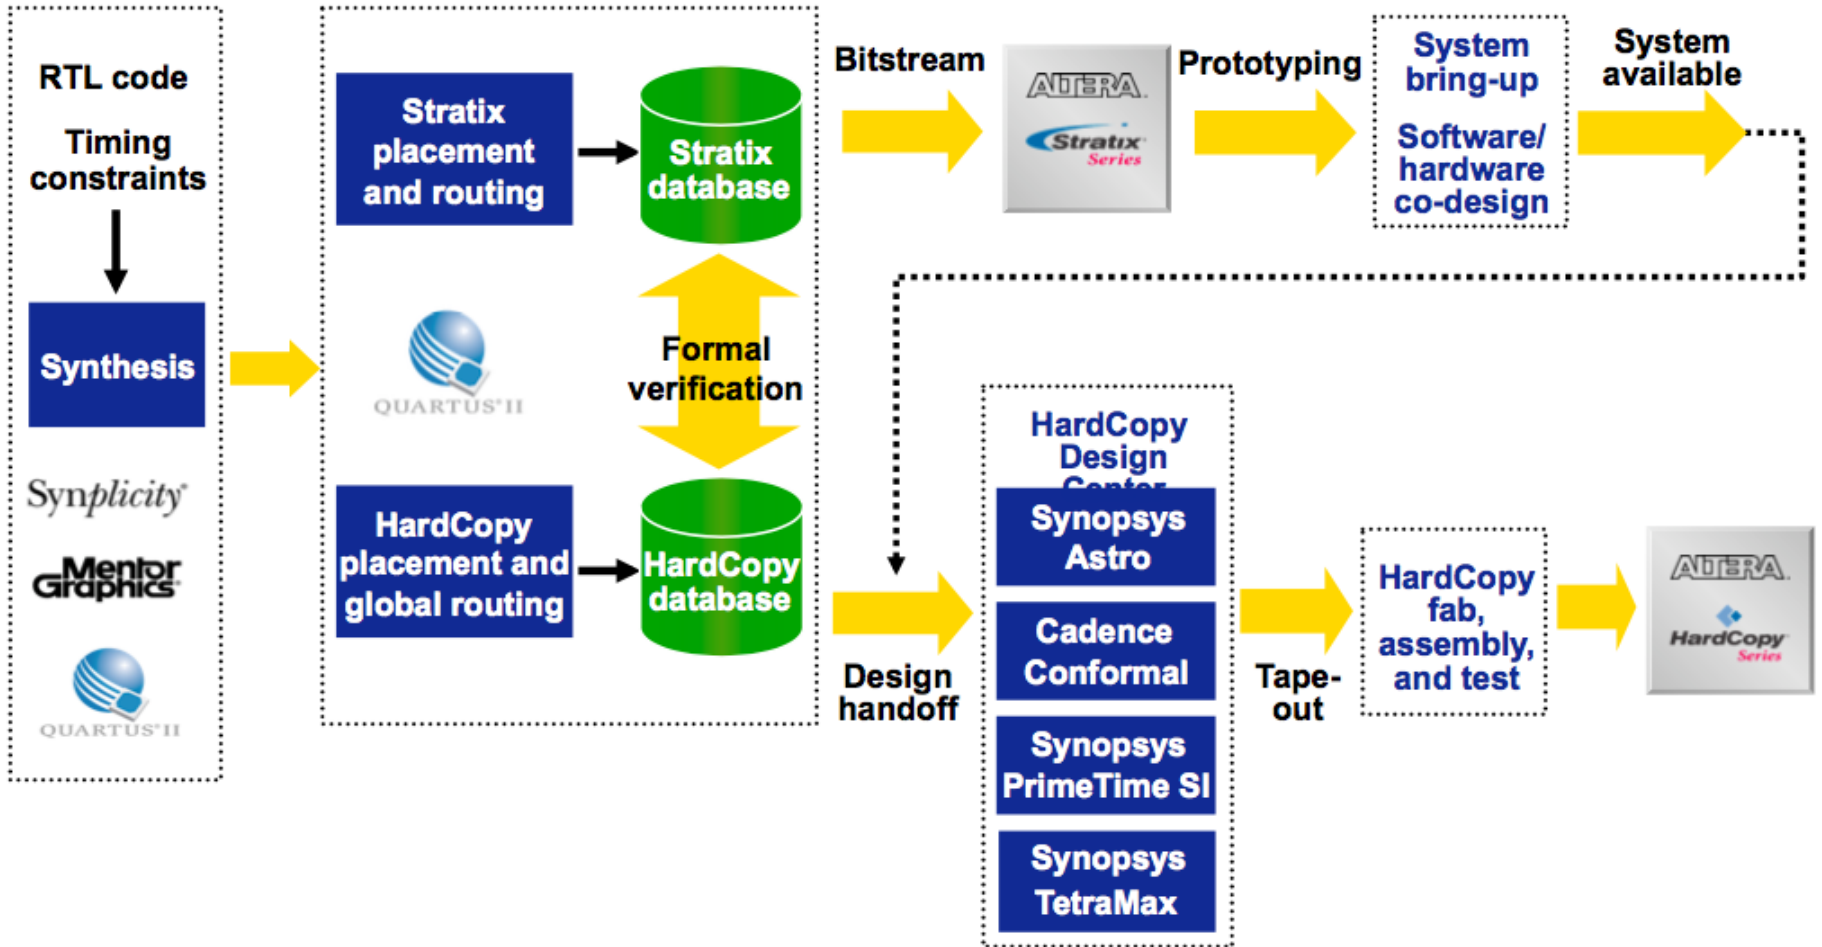 RTL code
Timing
constraints
Synthesis
Synplicity®
Mentor
Graphics®
QUARTUS® II
Stratix
placement
and routing
Stratix
database
QUARTUS® II
Formal
verification
HardCopy
placement and
global routing
HardCopy
database
Bitstream
ALTERA.
Stratix®
Series
Prototyping
System
bring-up
Software/
hardware
co-design
System
available
Design
handoff
HardCopy
Design
Center
Synopsys
Astro
Cadence
Conformal
Synopsys
PrimeTime SI
Synopsys
TetraMax
Tape-
out
HardCopy
fab,
assembly,
and test
ALTERA.
HardCopy
Series